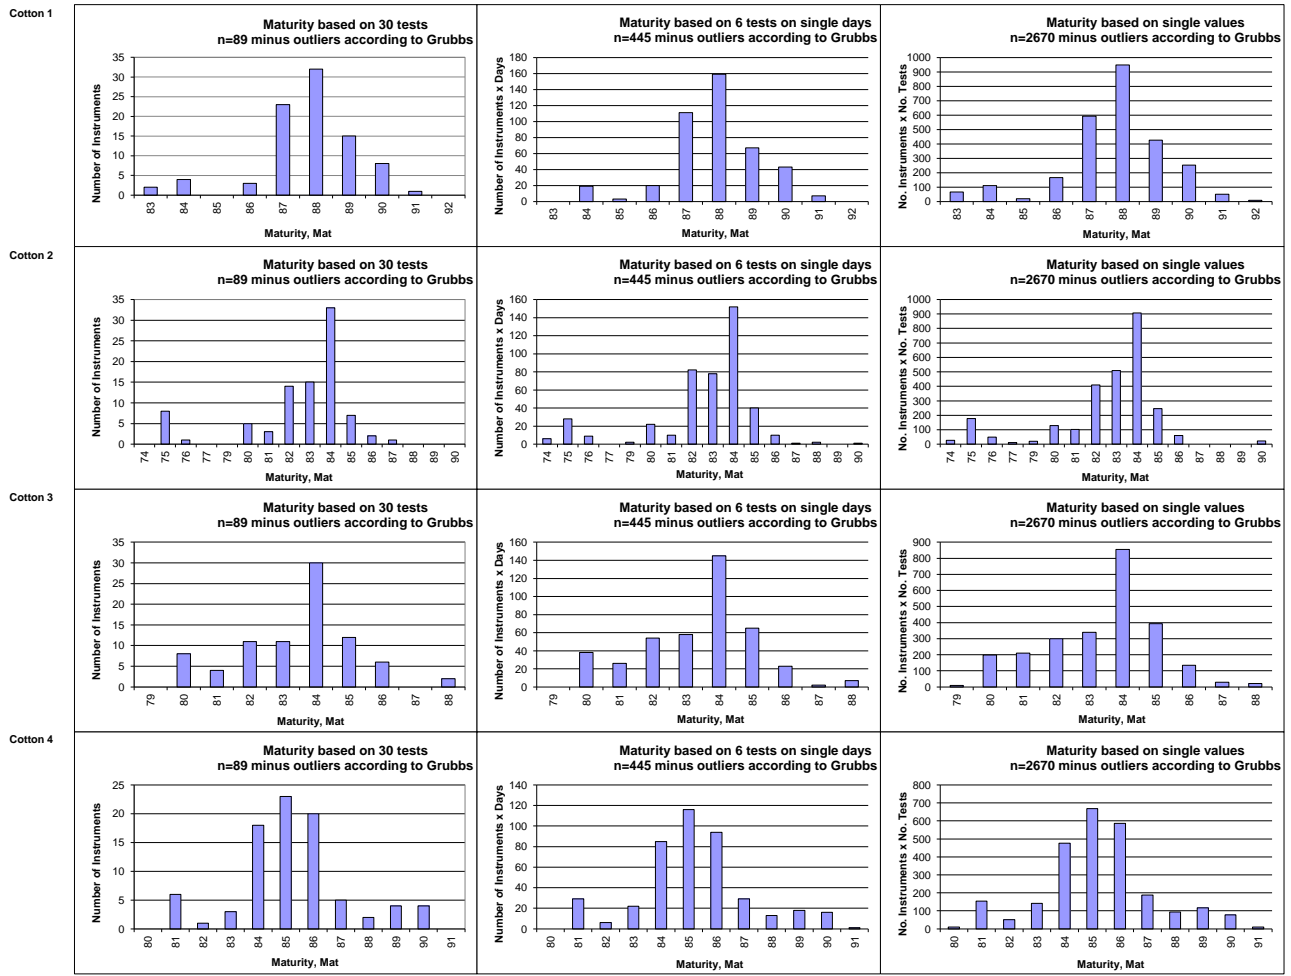 Cotton 1
Maturity based on 30 tests
n=89 minus outliers according to Grubbs
Number of Instruments
35
30
25
20
15
10
5
0
83 84 85 86 87 88 89 90 91 92
Maturity, Mat
Maturity based on 6 tests on single days
n=445 minus outliers according to Grubbs
Number of Instruments x Days
180
160
140
120
100
80
60
40
20
0
83 84 85 86 87 88 89 90 91 92
Maturity, Mat
Maturity based on single values
n=2670 minus outliers according to Grubbs
No. Instruments x No. Tests
1000
900
800
700
600
500
400
300
200
100
0
83 84 85 86 87 88 89 90 91 92
Maturity, Mat
Cotton 2
Maturity based on 30 tests
n=89 minus outliers according to Grubbs
Number of Instruments
35
30
25
20
15
10
5
0
74 75 76 77 79 80 81 82 83 84 85 86 87 88 89 90
Maturity, Mat
Maturity based on 6 tests on single days
n=445 minus outliers according to Grubbs
Number of Instruments x Days
160
140
120
100
80
60
40
20
0
74 75 76 77 79 80 81 82 83 84 85 86 87 88 89 90
Maturity, Mat
Maturity based on single values
n=2670 minus outliers according to Grubbs
No. Instruments x No. Tests
1000
900
800
700
600
500
400
300
200
100
0
74 75 76 77 79 80 81 82 83 84 85 86 87 88 89 90
Maturity, Mat
Cotton 3
Maturity based on 30 tests
n=89 minus outliers according to Grubbs
Number of Instruments
35
30
25
20
15
10
5
0
79 80 81 82 83 84 85 86 87 88
Maturity, Mat
Maturity based on 6 tests on single days
n=445 minus outliers according to Grubbs
Number of Instruments x Days
160
140
120
100
80
60
40
20
0
79 80 81 82 83 84 85 86 87 88
Maturity, Mat
Maturity based on single values
n=2670 minus outliers according to Grubbs
No. Instruments x No. Tests
900
800
700
600
500
400
300
200
100
0
79 80 81 82 83 84 85 86 87 88
Maturity, Mat
Cotton 4
Maturity based on 30 tests
n=89 minus outliers according to Grubbs
Number of Instruments
25
20
15
10
5
0
80 81 82 83 84 85 86 87 88 89 90 91
Maturity, Mat
Maturity based on 6 tests on single days
n=445 minus outliers according to Grubbs
Number of Instruments x Days
140
120
100
80
60
40
20
0
80 81 82 83 84 85 86 87 88 89 90 91
Maturity, Mat
Maturity based on single values
n=2670 minus outliers according to Grubbs
No. Instruments x No. Tests
800
700
600
500
400
300
200
100
0
80 81 82 83 84 85 86 87 88 89 90 91
Maturity, Mat